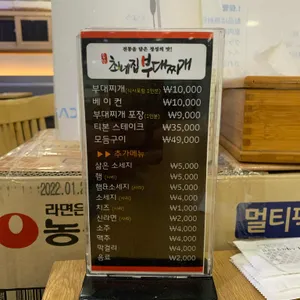 전통을 담은 정성의 맛!
초가집 부대찌개
부대찌개 ₩10,000
베 이 컨 ₩10,000
부대찌개 포장 ₩9,000
티본 스테이크 ₩35,000
모듬구이 ₩49,000
▶▶ 추가메뉴
삶은 소세지 ₩5,000
햄 ₩5,000
햄&소세지 ₩5,000
소세지 ₩4,000
치즈 ₩1,000
신라면 ₩2,000
소주 ₩4,000
맥주 ₩4,000
막걸리 ₩4,000
음료 ₩2,000
2022.01.2
라면은
농
멀티